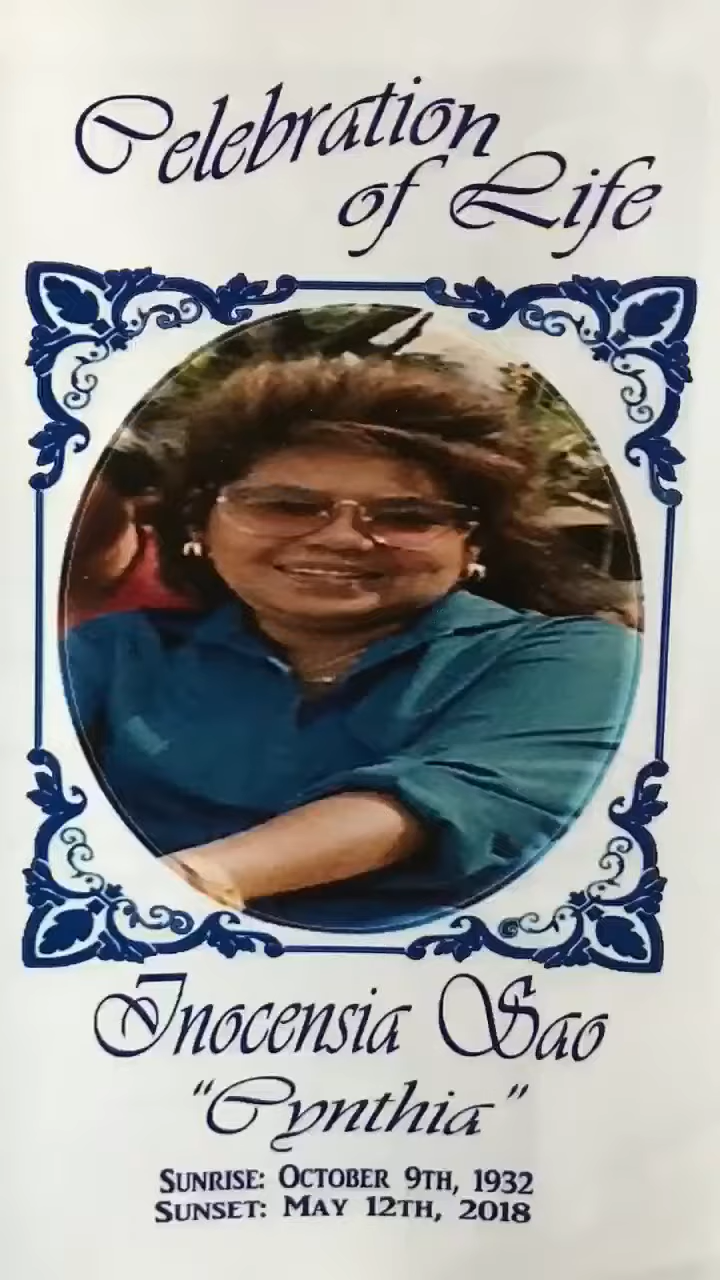 Celebration
of Life
Inocensia Sao
"Cynthia"
SUNRISE: OCTOBER 9TH, 1932
SUNSET: MAY 12TH, 2018